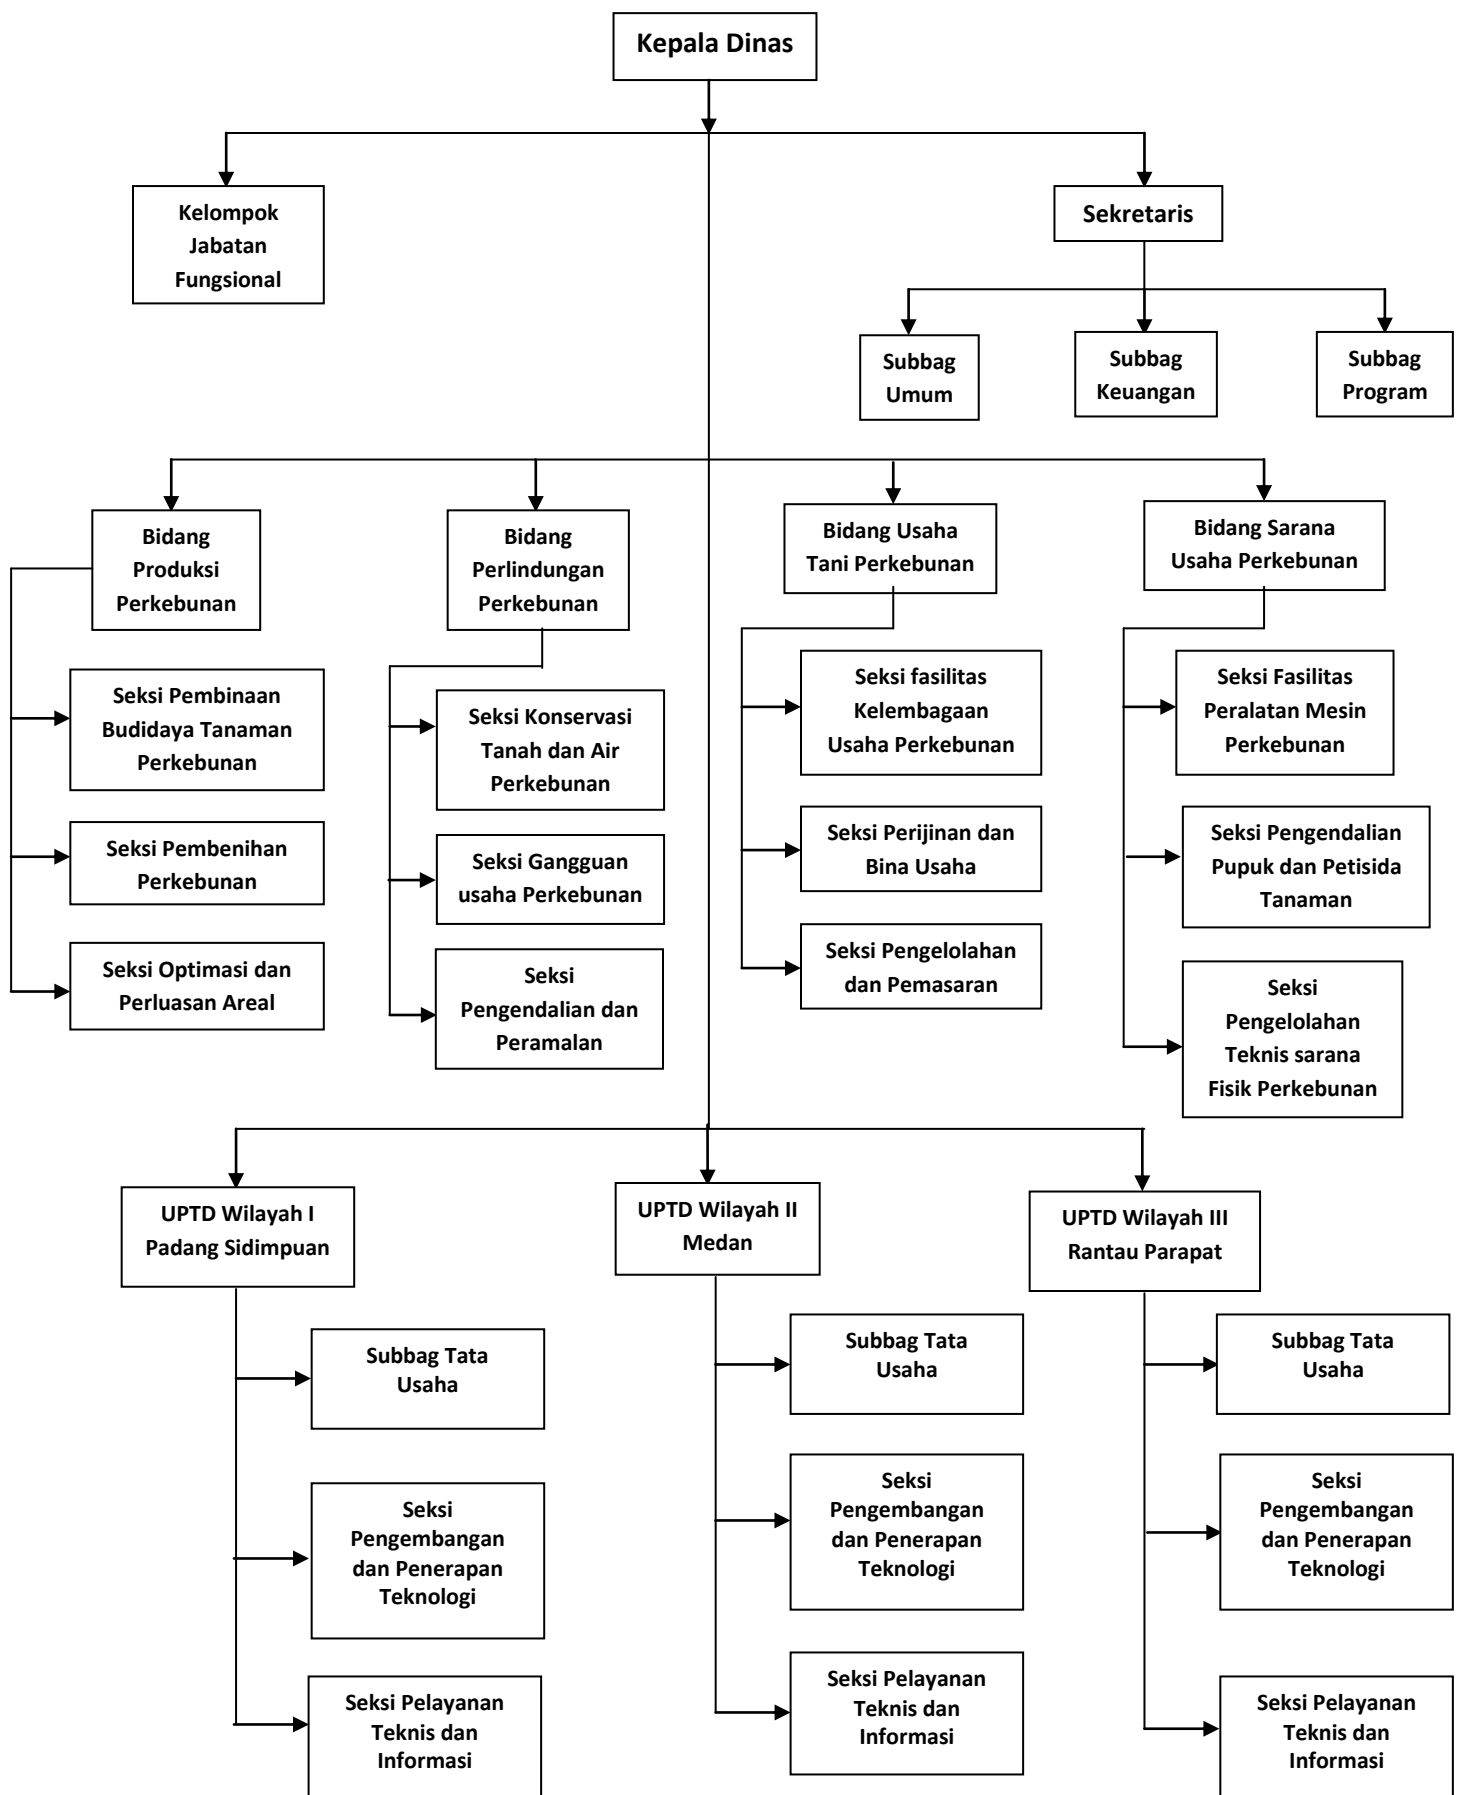 Kepala Dinas
Kelompok
Jabatan
Fungsional
Sekretaris
Subbag
Umum
Subbag
Keuangan
Subbag
Program
Bidang
Produksi
Perkebunan
Bidang
Perlindungan
Perkebunan
Bidang Usaha
Tani Perkebunan
Bidang Sarana
Usaha Perkebunan
Seksi Pembinaan
Budidaya Tanaman
Perkebunan
Seksi Pembenihan
Perkebunan
Seksi Optimasi dan
Perluasan Areal
Seksi Konservasi
Tanah dan Air
Perkebunan
Seksi Gangguan
usaha Perkebunan
Seksi
Pengendalian dan
Peramalan
Seksi fasilitas
Kelembagaan
Usaha Perkebunan
Seksi Perijinan dan
Bina Usaha
Seksi Pengelolahan
dan Pemasaran
Seksi Fasilitas
Peralatan Mesin
Perkebunan
Seksi Pengendalian
Pupuk dan Petisida
Tanaman
Seksi
Pengelolahan
Teknis sarana
Fisik Perkebunan
UPTD Wilayah I
Padang Sidimpuan
UPTD Wilayah II
Medan
UPTD Wilayah III
Rantau Parapat
Subbag Tata
Usaha
Seksi
Pengembangan
dan Penerapan
Teknologi
Seksi Pelayanan
Teknis dan
Informasi
Subbag Tata
Usaha
Seksi
Pengembangan
dan Penerapan
Teknologi
Seksi Pelayanan
Teknis dan
Informasi
Subbag Tata
Usaha
Seksi
Pengembangan
dan Penerapan
Teknologi
Seksi Pelayanan
Teknis dan
Informasi